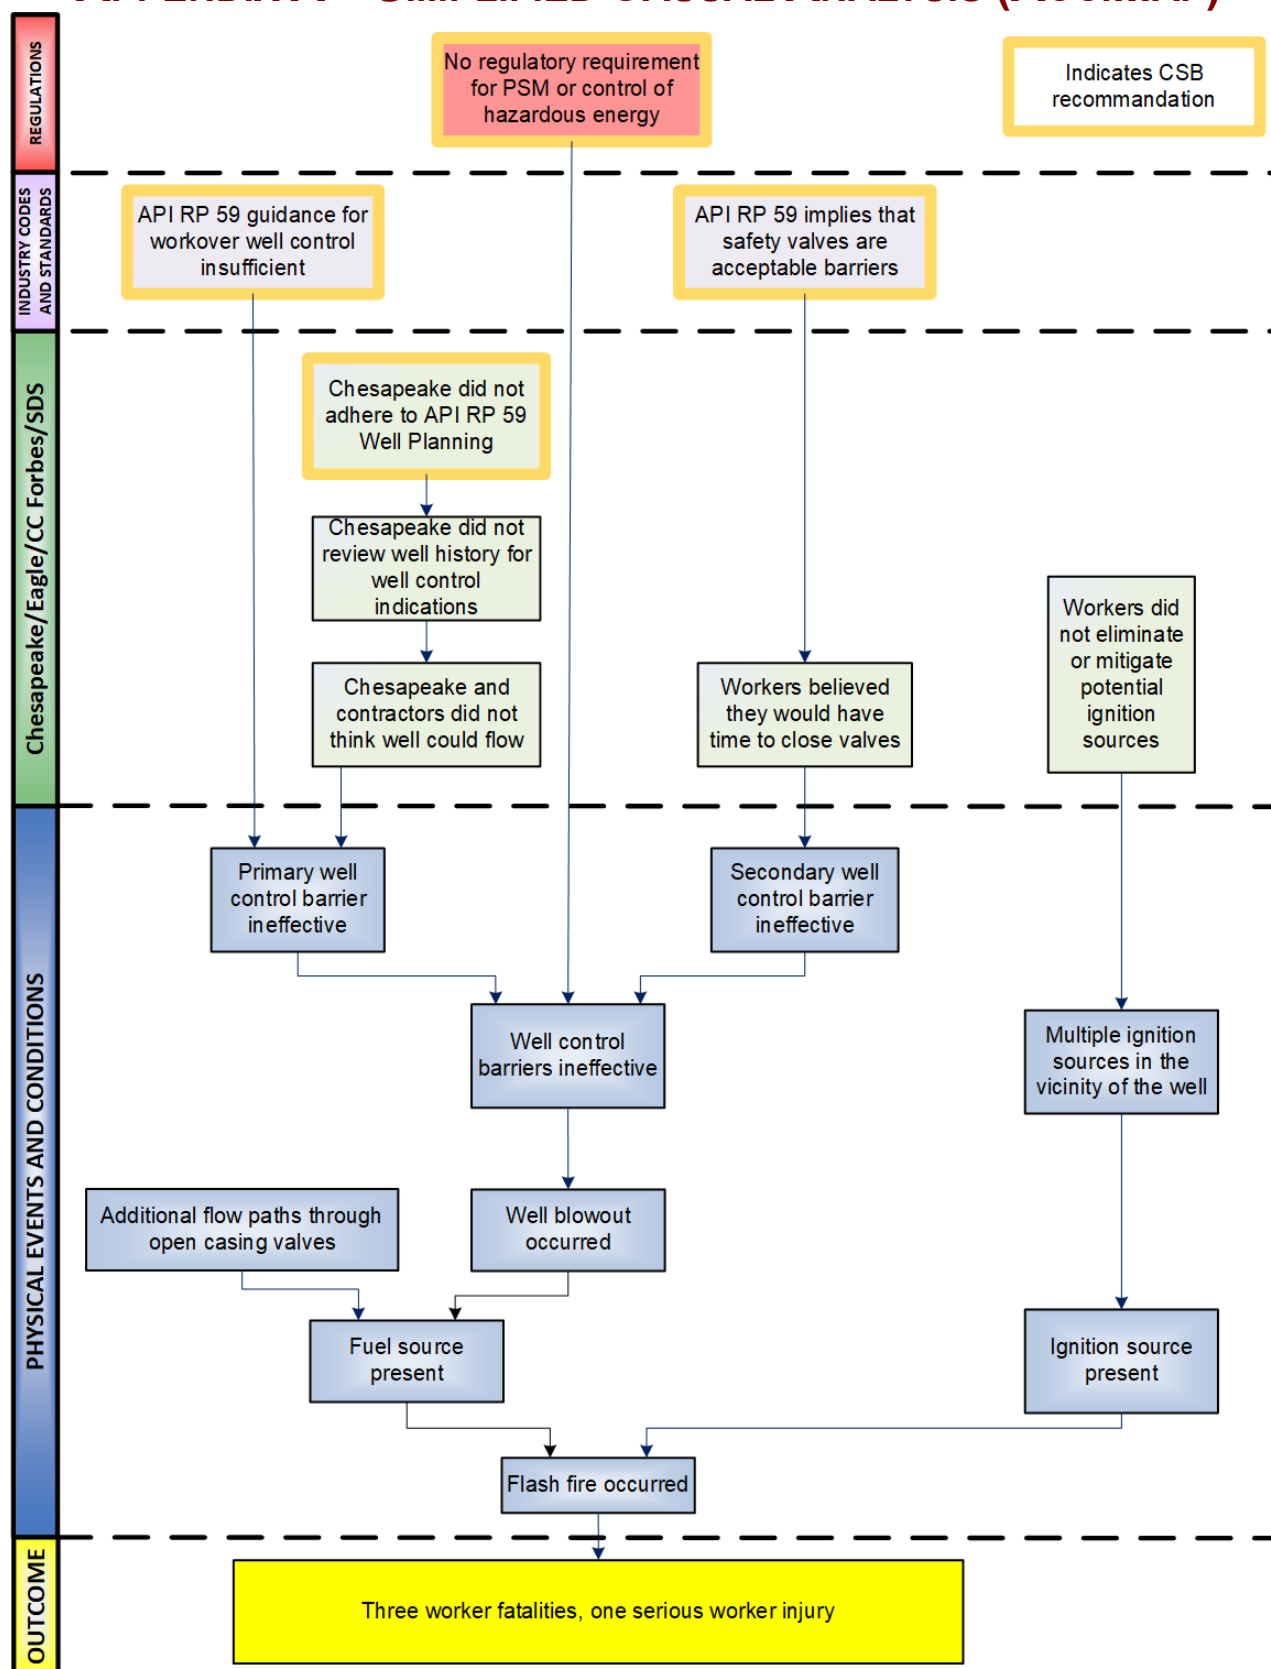 APPENDIX A – SIMPLIFIED CAUSAL ANALYSIS (ACCIMAP)
REGULATIONS
No regulatory requirement
for PSM or control of
hazardous energy
Indicates CSB
recommandation
INDUSTRY CODES
AND STANDARDS
API RP 59 guidance for
workover well control
insufficient
API RP 59 implies that
safety valves are
acceptable barriers
Chesapeake/Eagle/CC Forbes/SDS
Chesapeake did not
adhere to API RP 59
Well Planning
Chesapeake did not
review well history for
well control
indications
Chesapeake and
contractors did not
think well could flow
Workers believed
they would have
time to close valves
Workers did
not eliminate
or mitigate
potential
ignition
sources
PHYSICAL EVENTS AND CONDITIONS
Primary well
control barrier
ineffective
Secondary well
control barrier
ineffective
Well control
barriers ineffective
Multiple ignition
sources in the
vicinity of the well
Additional flow paths through
open casing valves
Well blowout
occurred
Fuel source
present
Ignition source
present
Flash fire occurred
OUTCOME
Three worker fatalities, one serious worker injury